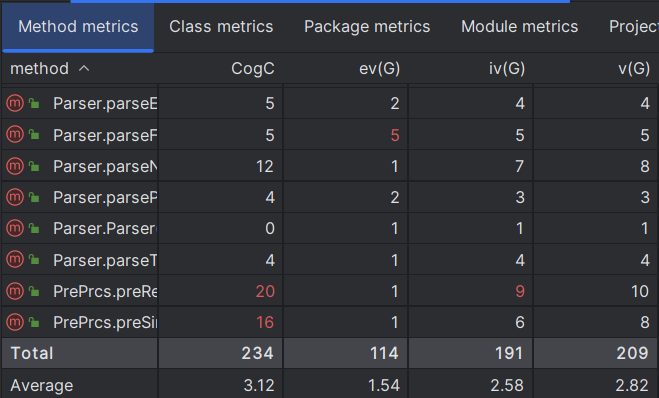 Method metrics Class metrics Package metrics Module metrics Projec
method CogC ev(G) iv(G) v(G)
m Parser.parseE 5 2 4 4
m Parser.parseF 5 5 5 5
m Parser.parseN 12 1 7 8
m Parser.parseP 4 2 3 3
m Parser.Parser( 0 1 1 1
m Parser.parseT 4 1 4 4
m PrePrcs.preRe 20 1 9 10
m PrePrcs.preSin 16 1 6 8
Total 234 114 191 209
Average 3.12 1.54 2.58 2.82